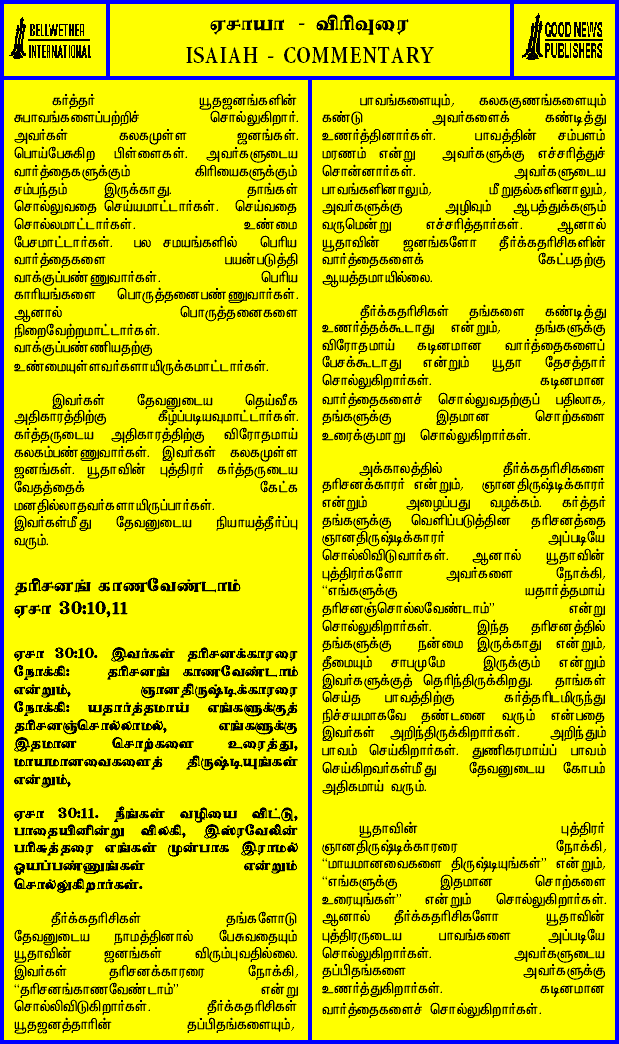 BELLWETHER
INTERNATIONAL
ஏசாயா - விரிவுரை
ISAIAH - COMMENTARY
GOOD NEWS
PUBLISHERS
கர்த்தர் யூதஜனங்களின்
சுபாவங்களைப்பற்றிச் சொல்லுகிறார்.
அவர்கள் கலகமுள்ள ஜனங்கள்.
பொய்பேசுகிற பிள்ளைகள். அவர்களுடைய
வார்த்தைகளுக்கும் கிரியைகளுக்கும்
சம்பந்தம் இருக்காது. தாங்கள்
சொல்லுவதை செய்யமாட்டார்கள். செய்வதை
சொல்லமாட்டார்கள். உண்மை
பேசமாட்டார்கள். பல சமயங்களில் பெரிய
வார்த்தைகளை பயன்படுத்தி
வாக்குப்பண்ணுவார்கள். பெரிய
காரியங்களை பொருத்தனைபண்ணுவார்கள்.
ஆனால் பொருத்தனைகளை
நிறைவேற்றமாட்டார்கள்.
வாக்குப்பண்ணியதற்கு
உண்மையுள்ளவர்களாயிருக்கமாட்டார்கள்.
இவர்கள் தேவனுடைய தெய்வீக
அதிகாரத்திற்கு கீழ்ப்படியவுமாட்டார்கள்.
கர்த்தருடைய அதிகாரத்திற்கு விரோதமாய்
கலகம்பண்ணுவார்கள். இவர்கள் கலகமுள்ள
ஜனங்கள். யூதாவின் புத்திரர் கர்த்தருடைய
வேதத்தைக் கேட்க
மனதில்லாதவர்களாயிருப்பார்கள்.
இவர்கள்மீது தேவனுடைய நியாயத்தீர்ப்பு
வரும்.
தரிசனங் காணவேண்டாம்
ஏசா 30:10,11
ஏசா 30:10. இவர்கள் தரிசனக்காரரை
நோக்கி: தரிசனங் காணவேண்டாம்
என்றும், ஞானதிருஷ்டிக்காரரை
நோக்கி: யதார்த்தமாய் எங்களுக்குத்
தரிசனஞ்சொல்லாமல், எங்களுக்கு
இதமான சொற்களை உரைத்து,
மாயமானவைகளைத் திருஷ்டியுங்கள்
என்றும்,
ஏசா 30:11. நீங்கள் வழியை விட்டு,
பாதையினின்று விலகி, இஸ்ரவேலின்
பரிசுத்தரை எங்கள் முன்பாக இராமல்
ஓயப்பண்ணுங்கள் என்றும்
சொல்லுகிறார்கள்.
தீர்க்கதரிசிகள் தங்களோடு
தேவனுடைய நாமத்தினால் பேசுவதையும்
யூதாவின் ஜனங்கள் விரும்புவதில்லை.
இவர்கள் தரிசனக்காரரை நோக்கி,
“தரிசனங்காணவேண்டாம்” என்று
சொல்லிவிடுகிறார்கள். தீர்க்கதரிசிகள்
யூதஜனத்தாரின் தப்பிதங்களையும்,
பாவங்களையும், கலககுணங்களையும்
கண்டு அவர்களைக் கண்டித்து
உணர்த்தினார்கள். பாவத்தின் சம்பளம்
மரணம் என்று அவர்களுக்கு எச்சரித்துச்
சொன்னார்கள். அவர்களுடைய
பாவங்களினாலும், மீறுதல்களினாலும்,
அவர்களுக்கு அழிவும் ஆபத்துக்களும்
வருமென்று எச்சரித்தார்கள். ஆனால்
யூதாவின் ஜனங்களோ தீர்க்கதரிசிகளின்
வார்த்தைகளைக் கேட்பதற்கு
ஆயத்தமாயில்லை.
தீர்க்கதரிசிகள் தங்களை கண்டித்து
உணர்த்தக்கூடாது என்றும், தங்களுக்கு
விரோதமாய் கடினமான வார்த்தைகளைப்
பேசக்கூடாது என்றும் யூதா தேசத்தார்
சொல்லுகிறார்கள். கடினமான
வார்த்தைகளைச் சொல்லுவதற்குப் பதிலாக,
தங்களுக்கு இதமான சொற்களை
உரைக்குமாறு சொல்லுகிறார்கள்.
அக்காலத்தில் தீர்க்கதரிசிகளை
தரிசனக்காரர் என்றும், ஞானதிருஷ்டிக்காரர்
என்றும் அழைப்பது வழக்கம். கர்த்தர்
தங்களுக்கு வெளிப்படுத்தின தரிசனத்தை
ஞானதிருஷ்டிக்காரர் அப்படியே
சொல்லிவிடுவார்கள். ஆனால் யூதாவின்
புத்திரர்களோ அவர்களை நோக்கி,
“எங்களுக்கு யதார்த்தமாய்
தரிசனஞ்சொல்லவேண்டாம்” என்று
சொல்லுகிறார்கள். இந்த தரிசனத்தில்
தங்களுக்கு நன்மை இருக்காது என்றும்,
தீமையும் சாபமுமே இருக்கும் என்றும்
இவர்களுக்குத் தெரிந்திருக்கிறது. தாங்கள்
செய்த பாவத்திற்கு கர்த்தரிடமிருந்து
நிச்சயமாகவே தண்டனை வரும் என்பதை
இவர்கள் அறிந்திருக்கிறார்கள். அறிந்தும்
பாவம் செய்கிறார்கள். துணிகரமாய்ப் பாவம்
செய்கிறவர்கள்மீது தேவனுடைய கோபம்
அதிகமாய் வரும்.
யூதாவின் புத்திரர்
ஞானதிருஷ்டிக்காரரை நோக்கி,
“மாயமானவைகளை திருஷ்டியுங்கள்” என்றும்,
“எங்களுக்கு இதமான சொற்களை
உரையுங்கள்” என்றும் சொல்லுகிறார்கள்.
ஆனால் தீர்க்கதரிசிகளோ யூதாவின்
புத்திரருடைய பாவங்களை அப்படியே
சொல்லுகிறார்கள். அவர்களுடைய
தப்பிதங்களை அவர்களுக்கு
உணர்த்துகிறார்கள். கடினமான
வார்த்தைகளைச் சொல்லுகிறார்கள்.